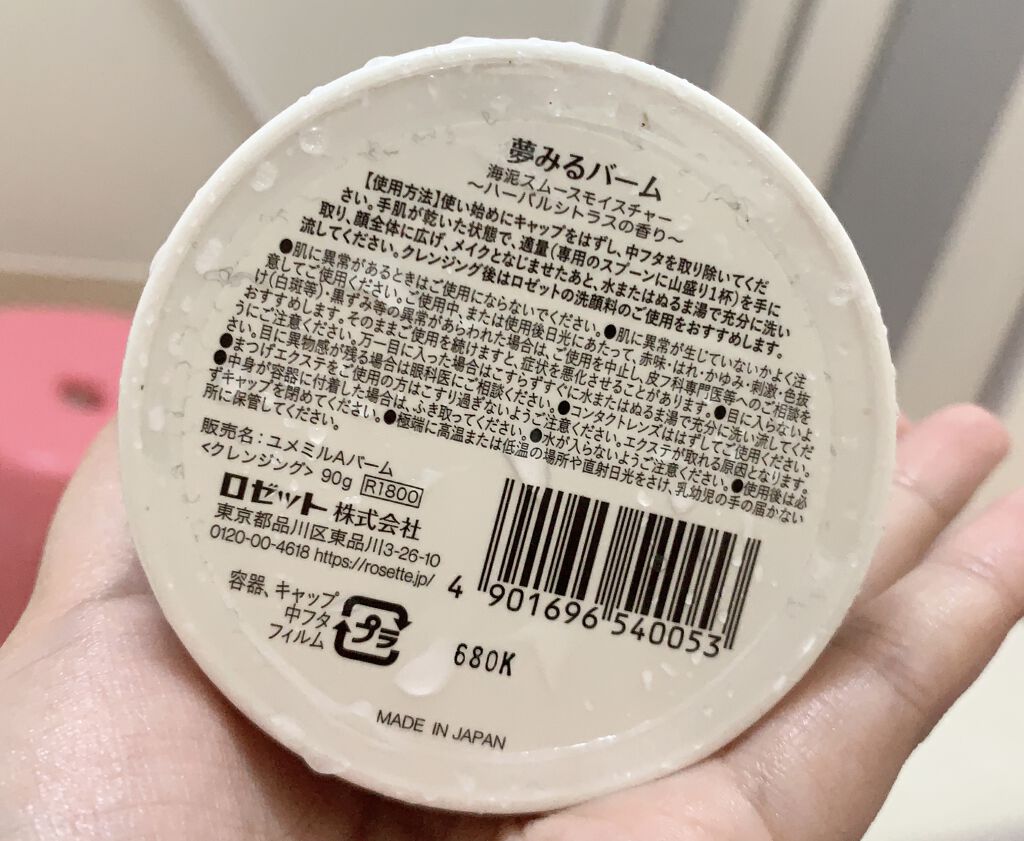 夢みるバーム
海泥スムースモイスチャー
～ハーバルシトラスの香り～
【使用方法】使い始めにキャップをはずし、中フタを取り除いてくだ
さい。手肌が乾いた状態で、適量(専用のスプーンに山盛り1杯)を手に
取り、顔全体に広げ、メイクとなじませたあと、水またはぬるま湯で充分に洗い
流してください。クレンジング後はロゼットの洗顔料のご使用をおすすめします。
●肌に異常があるときはご使用にならないでください。●肌に異常が生じていないかよく注
意してご使用ください。ご使用中、または使用後日光にあたって、赤味・はれ・かゆみ・刺激・色抜
け(白斑等)・黒ずみ等の異常があらわれた場合は、ご使用を中止し、皮フ科専門医等へのご相談を
おすすめします。そのままご使用を続けますと、症状を悪化させることがあります。●目に入らないよ
うにご注意ください。万一目に入った場合はこすらずすぐに水またはぬるま湯で充分に洗い流してくだ
さい。目に異物感が残る場合は眼科医にご相談ください。●コンタクトレンズははずしてご使用ください。
●まつげエクステをご使用の方はこすり過ぎないようご注意ください。エクステが取れる原因となります。
●中身が容器に付着した場合は、ふき取ってください。●水が入らないようご注意ください。●使用後は必
ずキャップを閉めてください。●極端に高温または低温の場所や直射日光をさけ、乳幼児の手の届かない
所に保管してください。
販売名：ユメミルAバーム
<クレンジング> 90g R1800
ロゼット株式会社
東京都品川区東品川3-26-10
0120-00-4618 https://rosette.jp/
容器、キャップ
中フタ
フィルム
プラ
4 901696 540053
680K
MADE IN JAPAN